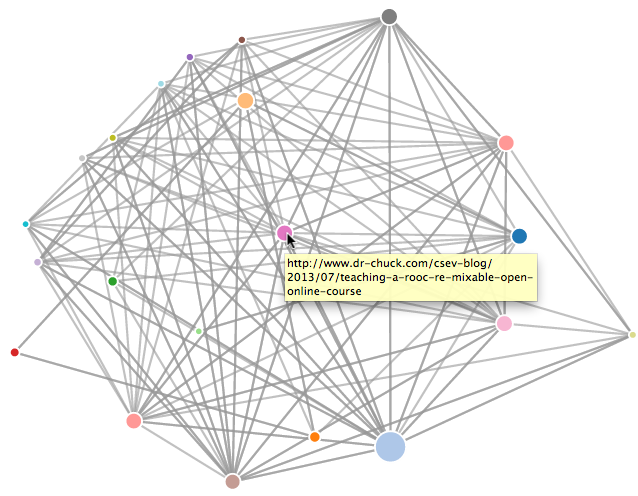 http://www.dr-chuck.com/csev-blog/
2013/07/teaching-a-rooc-re-mixable-open-
online-course